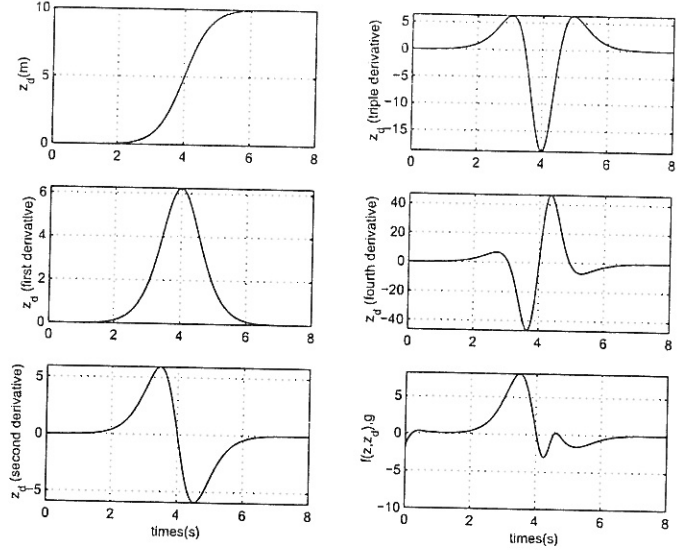 10
5
0
z_d(m)
0 2 4 6 8
5
0
−5
−10
−15
z_d (triple derivative)
0 2 4 6 8
6
4
2
0
z_d (first derivative)
0 2 4 6 8
40
20
0
−20
−40
z_d (fourth derivative)
0 2 4 6 8
5
0
−5
z_d (second derivative)
0 2 4 6 8
times(s)
5
0
−5
−10
f(z,z_d),g
0 2 4 6 8
times(s)